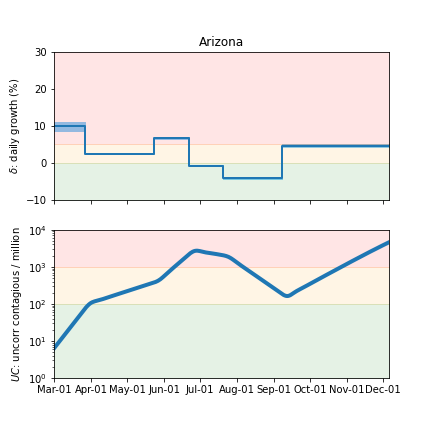 Arizona
δ: daily growth (%)
30
20
10
0
−10
UC: uncorr contagious / million
10⁴
10³
10²
10¹
10⁰
Mar-01 Apr-01 May-01 Jun-01 Jul-01 Aug-01 Sep-01 Oct-01 Nov-01 Dec-01